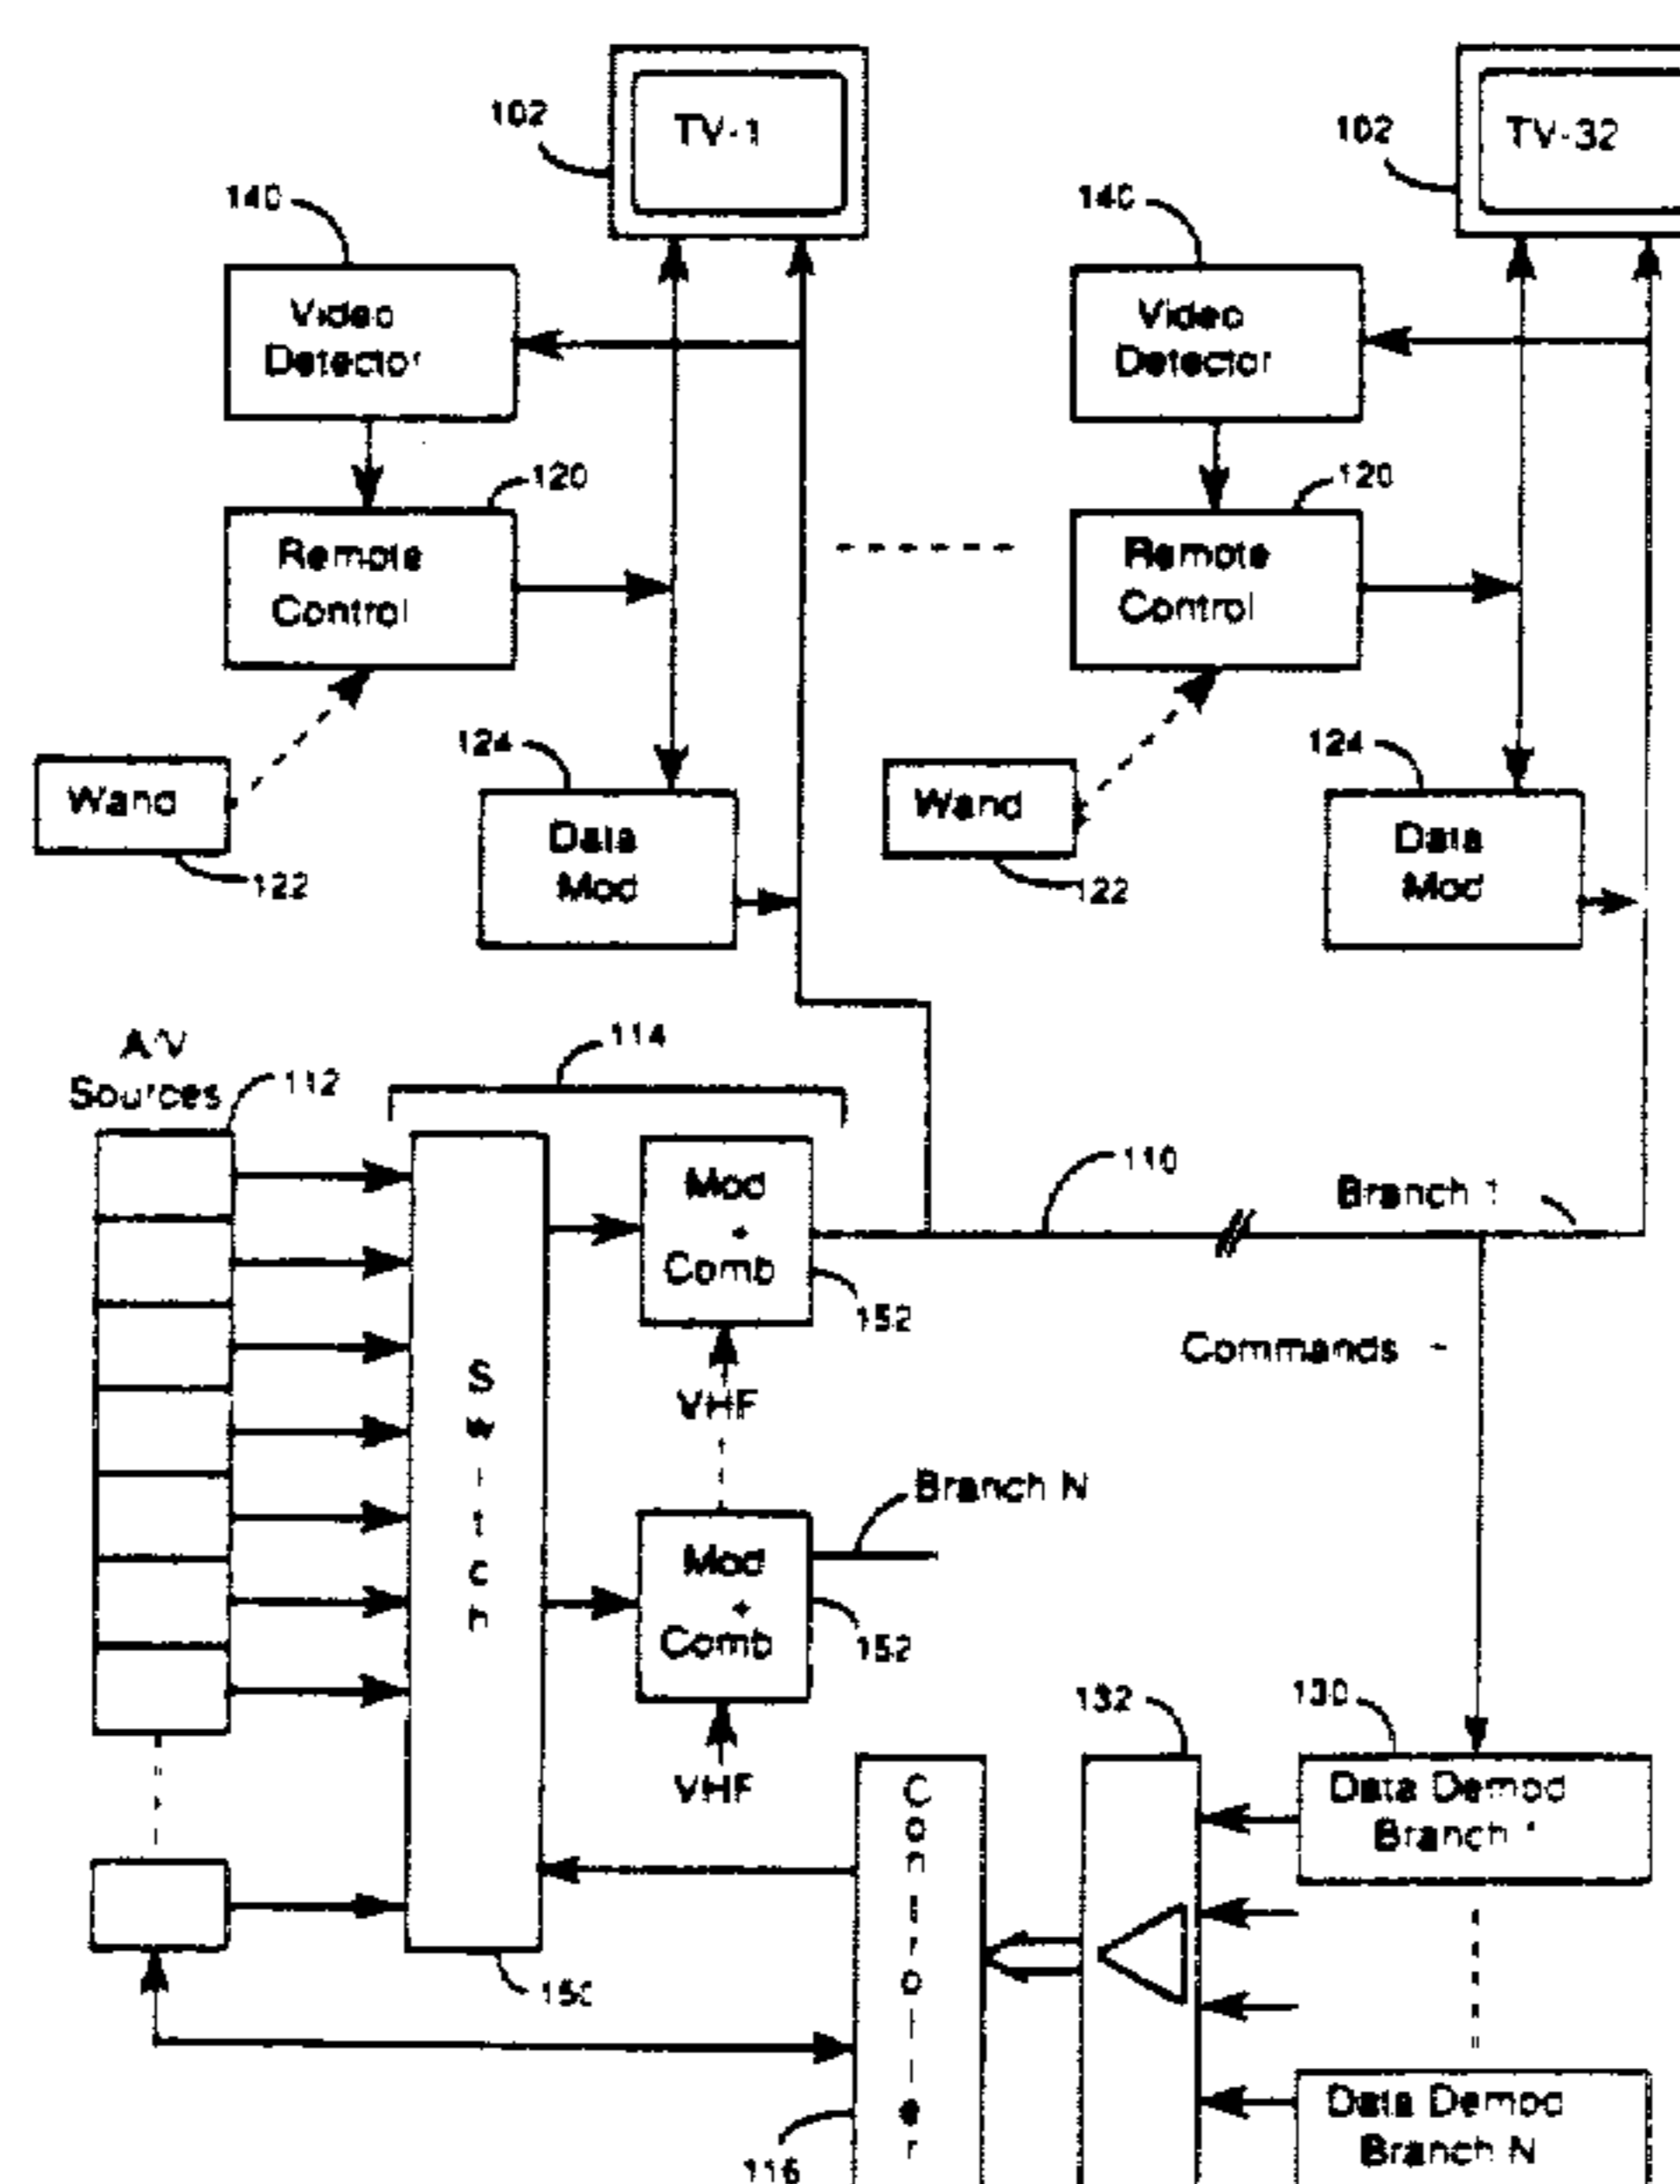 102
TV-1
102
TV-32
140
140
Video
Detector
Video
Detector
120
120
Remote
Control
Remote
Control
124
124
Wand
Wand
122
122
Data
Mod
Data
Mod
A/V
Sources
112
114
110
Branch 1
Mod
+
Comb
152
Commands
Switch
VHF
Branch N
Mod
+
Comb
152
132
130
VHF
Controller
Data Demod
Branch 1
150
Data Demod
Branch N
116